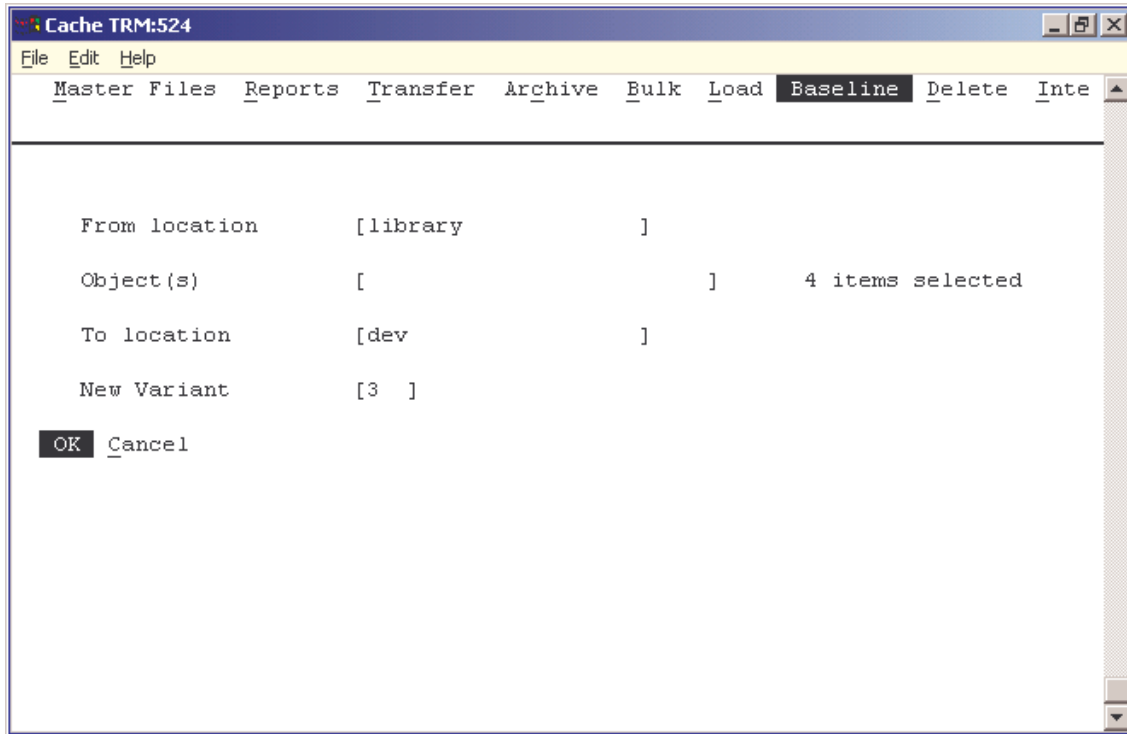 Cache TRM:524
File Edit Help
Master Files Reports Transfer Archive Bulk Load Baseline Delete Inte
From location [library ]
Object(s) [ ] 4 items selected
To location [dev ]
New Variant [3 ]
OK Cancel